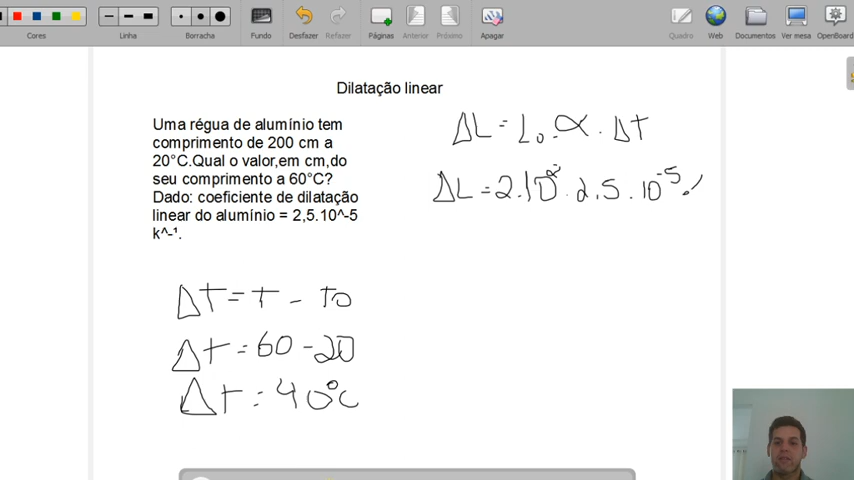 Cores
Linha
Borracha
Fundo
Desfazer
Refazer
Páginas
Anterior
Próximo
Apagar
Quadro
Web
Documentos
Ver mesa
OpenBoard
Dilatação linear
Uma régua de alumínio tem
comprimento de 200 cm a
20°C.Qual o valor,em cm,do
seu comprimento a 60°C?
Dado: coeficiente de dilatação
linear do alumínio = 2,5.10^-5
k^-¹.
ΔL = L₀.α.ΔT
ΔL = 2.10².2,5.10⁻⁵.
ΔT = T - T0
ΔT = 60 - 20
ΔT = 40°C